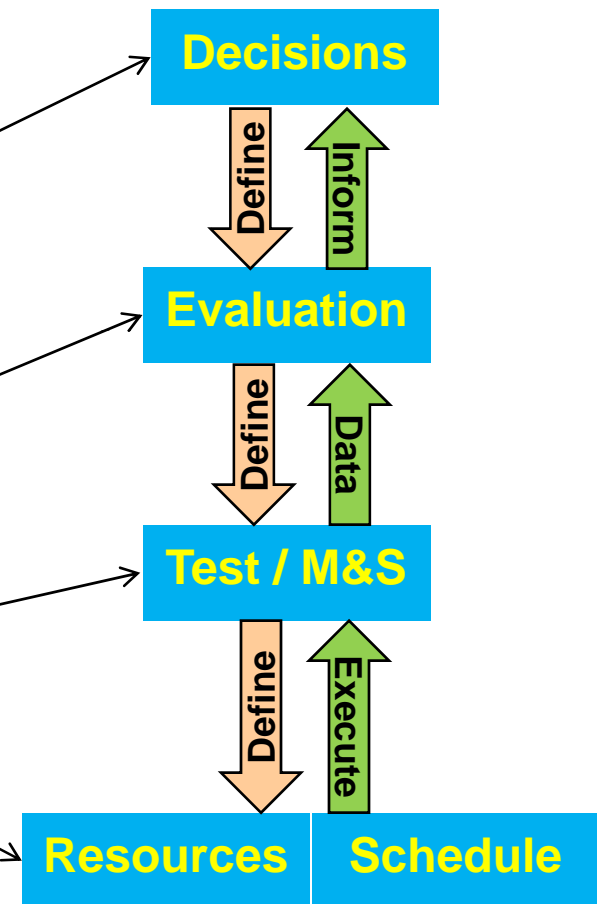 Decisions
Define
Inform
Evaluation
Define
Data
Test / M&S
Define
Execute
Resources
Schedule